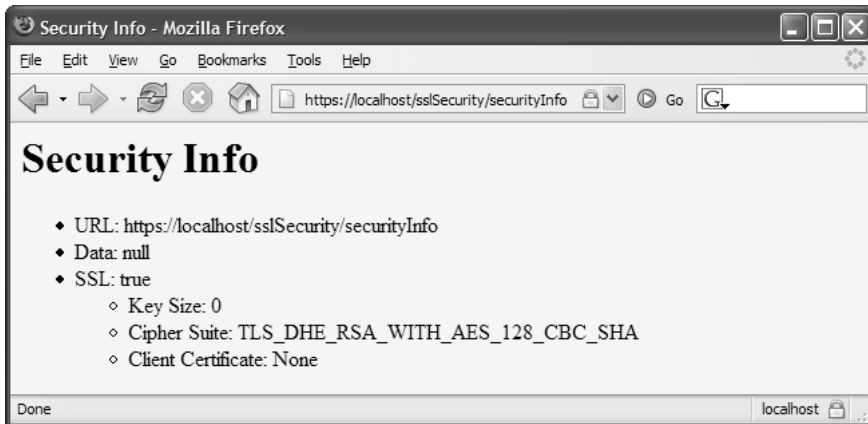 Security Info - Mozilla Firefox
File Edit View Go Bookmarks Tools Help
https://localhost/sslSecurity/securityInfo Go G
Security Info
URL: https://localhost/sslSecurity/securityInfo
Data: null
SSL: true
Key Size: 0
Cipher Suite: TLS_DHE_RSA_WITH_AES_128_CBC_SHA
Client Certificate: None
Done localhost